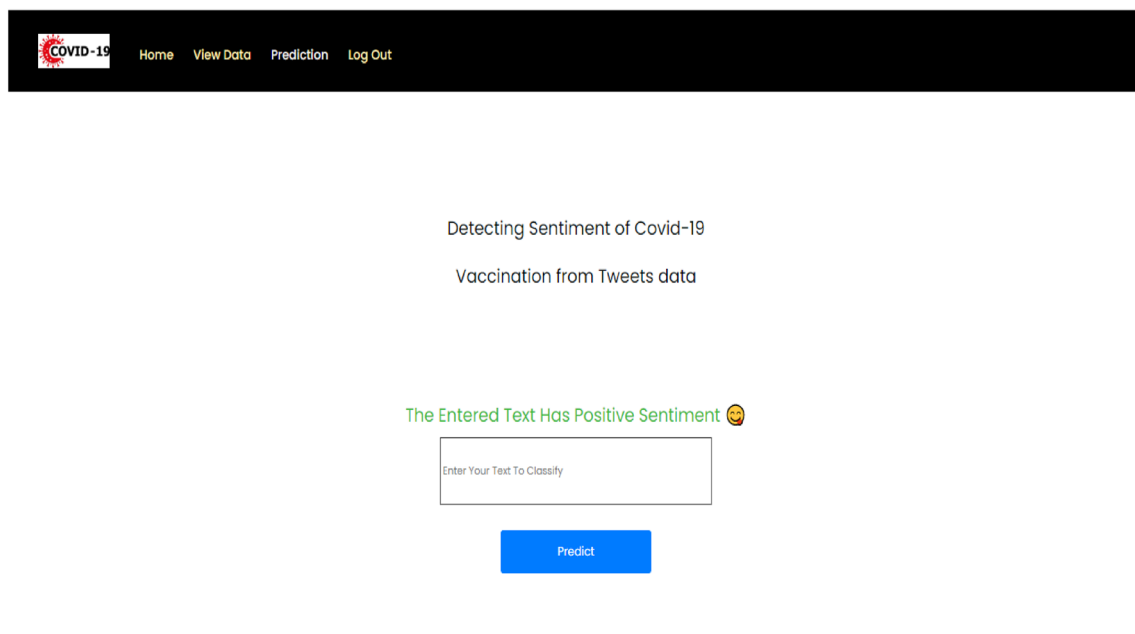 COVID-19
Home View Data Prediction Log Out
Detecting Sentiment of Covid-19
Vaccination from Tweets data
The Entered Text Has Positive Sentiment 😋
Enter Your Text To Classify
Predict